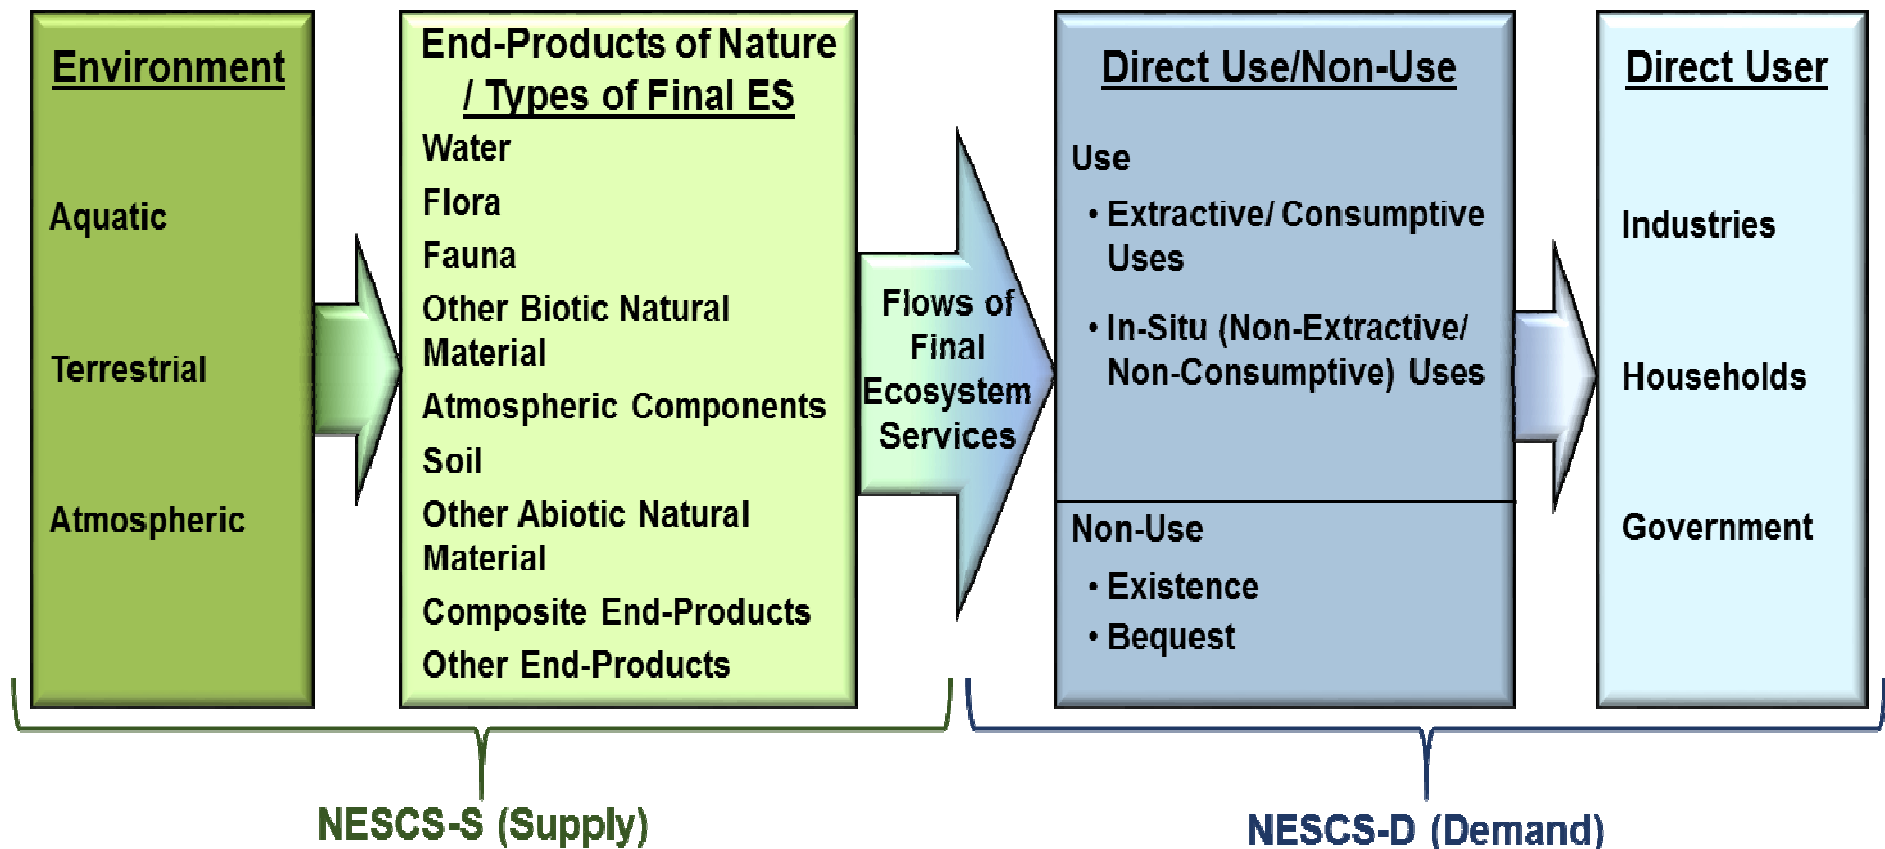 Environment
Aquatic
Terrestrial
Atmospheric
End-Products of Nature
/ Types of Final ES
Water
Flora
Fauna
Other Biotic Natural
Material
Atmospheric Components
Soil
Other Abiotic Natural
Material
Composite End-Products
Other End-Products
Flows of
Final
Ecosystem
Services
Direct Use/Non-Use
Use
• Extractive/ Consumptive
Uses
• In-Situ (Non-Extractive/
Non-Consumptive) Uses
Non-Use
• Existence
• Bequest
Direct User
Industries
Households
Government
NESCS-S (Supply)
NESCS-D (Demand)